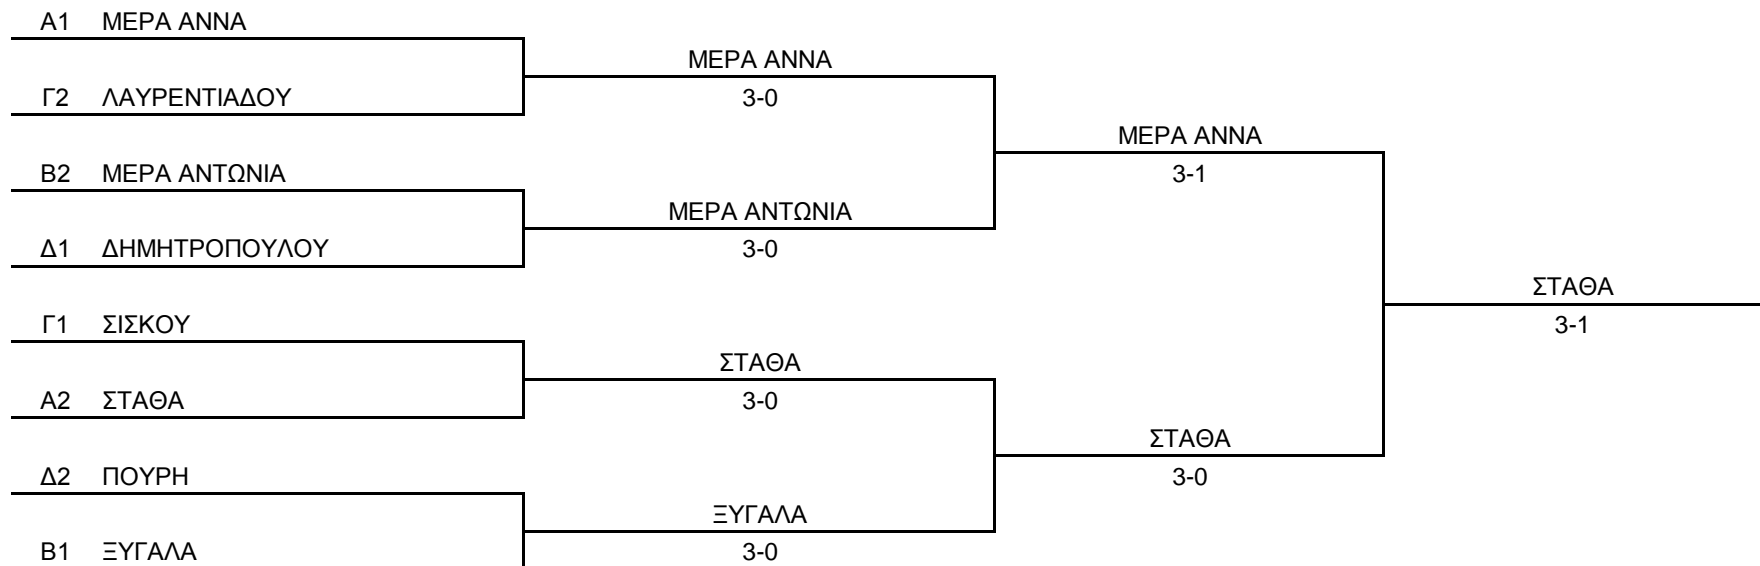 Α1 ΜΕΡΑ ΑΝΝΑ
ΜΕΡΑ ΑΝΝΑ
Γ2 ΛΑΥΡΕΝΤΙΑΔΟΥ
3-0
ΜΕΡΑ ΑΝΝΑ
Β2 ΜΕΡΑ ΑΝΤΩΝΙΑ
3-1
ΜΕΡΑ ΑΝΤΩΝΙΑ
Δ1 ΔΗΜΗΤΡΟΠΟΥΛΟΥ
3-0
ΣΤΑΘΑ
Γ1 ΣΙΣΚΟΥ
3-1
ΣΤΑΘΑ
Α2 ΣΤΑΘΑ
3-0
ΣΤΑΘΑ
Δ2 ΠΟΥΡΗ
3-0
ΞΥΓΑΛΑ
Β1 ΞΥΓΑΛΑ
3-0